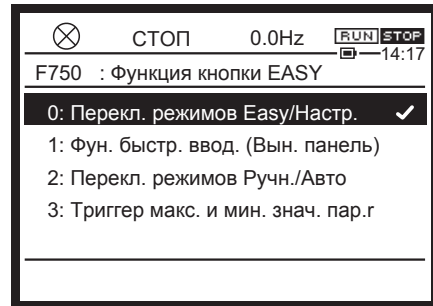 СТОП 0.0Hz RUN STOP
14:17
F750 : Функция кнопки EASY
0: Перекл. режимов Easy/Настр.
1: Фун. быстр. ввод. (Вын. панель)
2: Перекл. режимов Ручн./Авто
3: Триггер макс. и мин. знач. пар.r